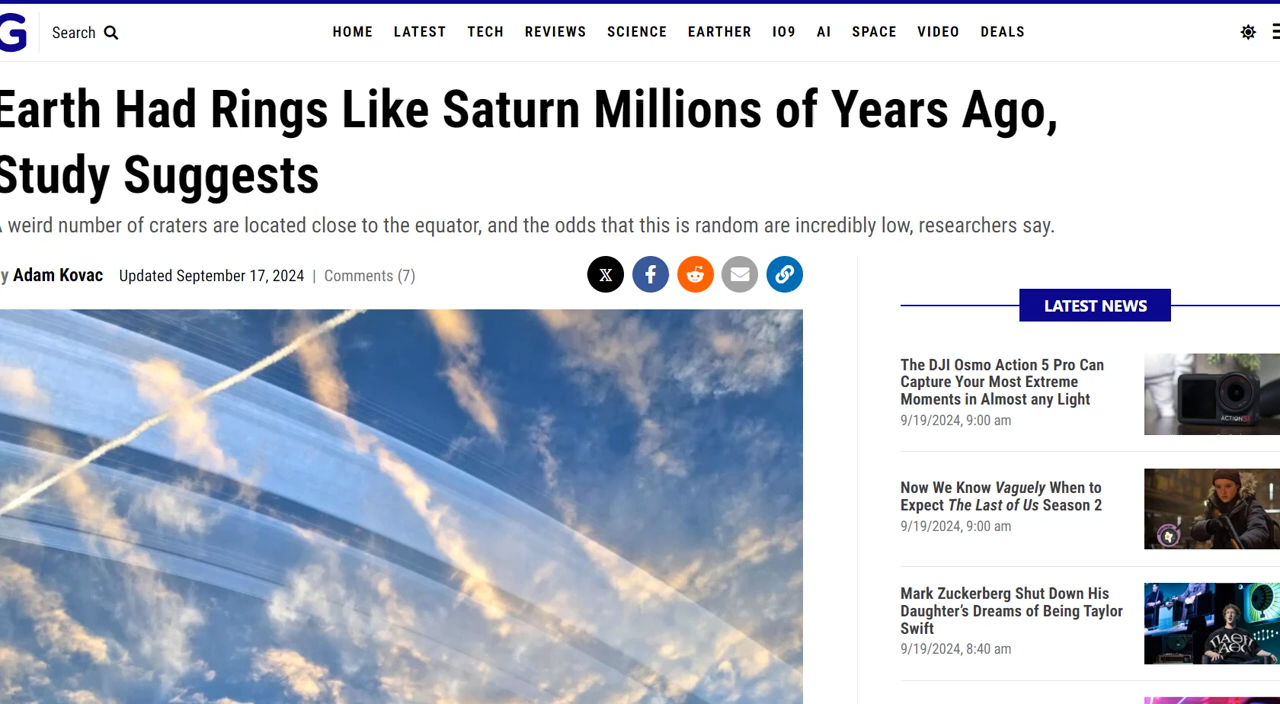 G
Search
HOME LATEST TECH REVIEWS SCIENCE EARTHER IO9 AI SPACE VIDEO DEALS
Earth Had Rings Like Saturn Millions of Years Ago,
Study Suggests
A weird number of craters are located close to the equator, and the odds that this is random are incredibly low, researchers say.
y Adam Kovac Updated September 17, 2024 | Comments (7)
LATEST NEWS
The DJI Osmo Action 5 Pro Can
Capture Your Most Extreme
Moments in Almost any Light
9/19/2024, 9:00 am
ACTION5
Now We Know Vaguely When to
Expect The Last of Us Season 2
9/19/2024, 9:00 am
Mark Zuckerberg Shut Down His
Daughter’s Dreams of Being Taylor
Swift
9/19/2024, 8:40 am